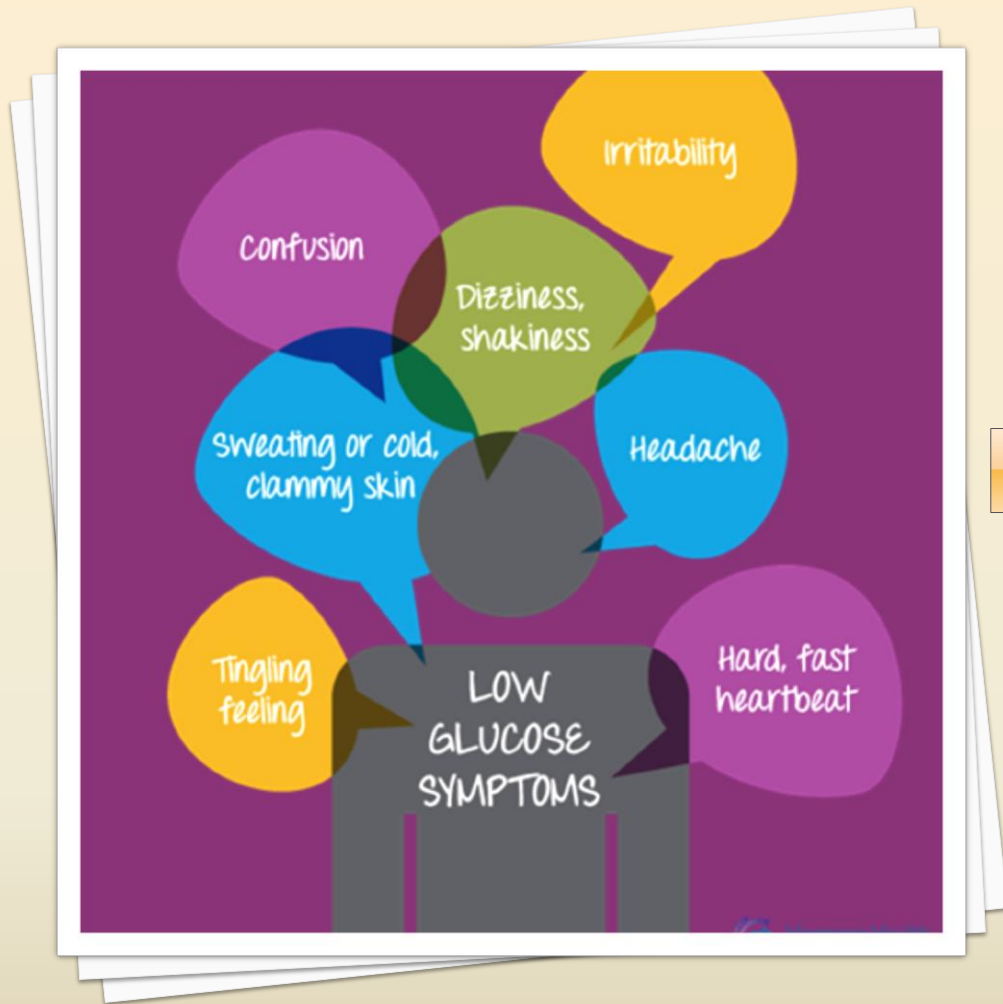 Irritability
Confusion
Dizziness,
shakiness
Sweating or cold,
clammy skin
Headache
Tingling
feeling
Hard, fast
heartbeat
LOW
GLUCOSE
SYMPTOMS